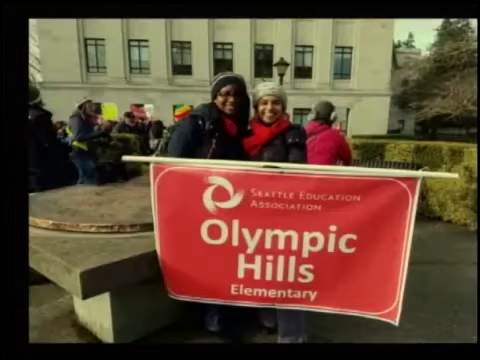 SEATTLE EDUCATION
ASSOCIATION
Olympic
Hills
Elementary